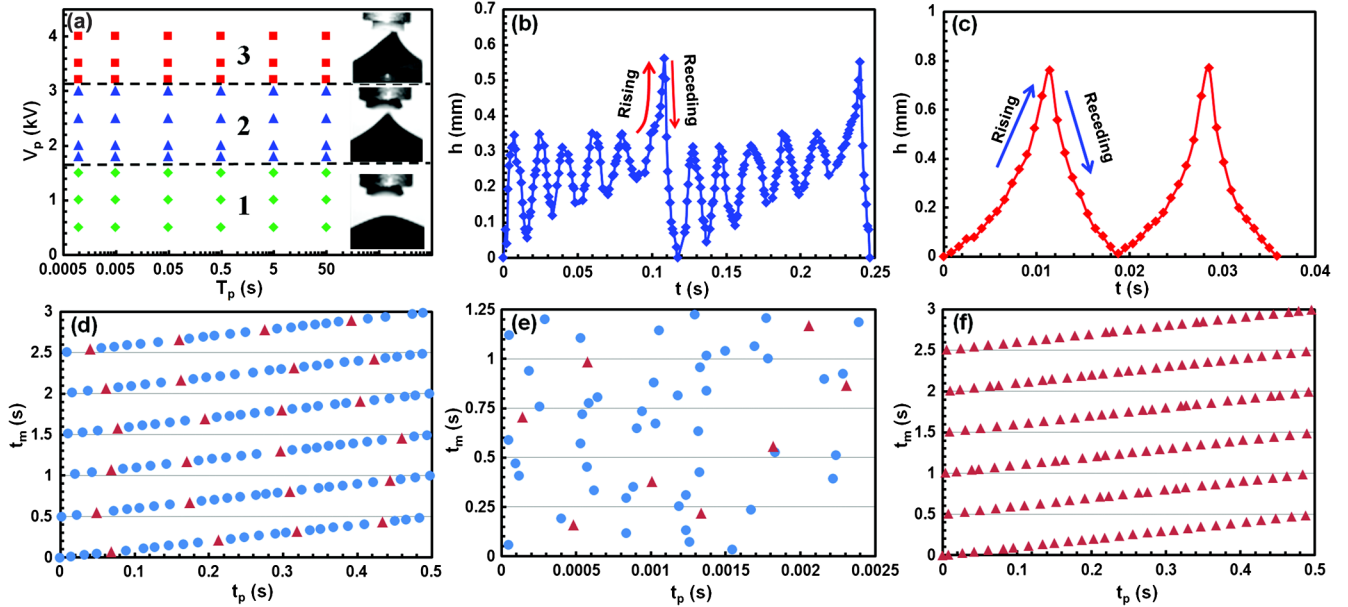 (a)
4
3
2
1
0
V_p (kV)
3
2
1
0.0005 0.005 0.05 0.5 5 50
T_p (s)
(b)
0.7
0.6
0.5
0.4
0.3
0.2
0.1
0
h (mm)
Rising
Receding
0 0.05 0.1 0.15 0.2 0.25
t (s)
(c)
1
0.8
0.6
0.4
0.2
0
h (mm)
Rising
Receding
0 0.01 0.02 0.03 0.04
t (s)
(d)
3
2.5
2
1.5
1
0.5
0
t_m (s)
0 0.1 0.2 0.3 0.4 0.5
t_p (s)
(e)
1.25
1
0.75
0.5
0.25
0
t_m (s)
0 0.0005 0.001 0.0015 0.002 0.0025
t_p (s)
(f)
3
2.5
2
1.5
1
0.5
0
t_m (s)
0 0.1 0.2 0.3 0.4 0.5
t_p (s)